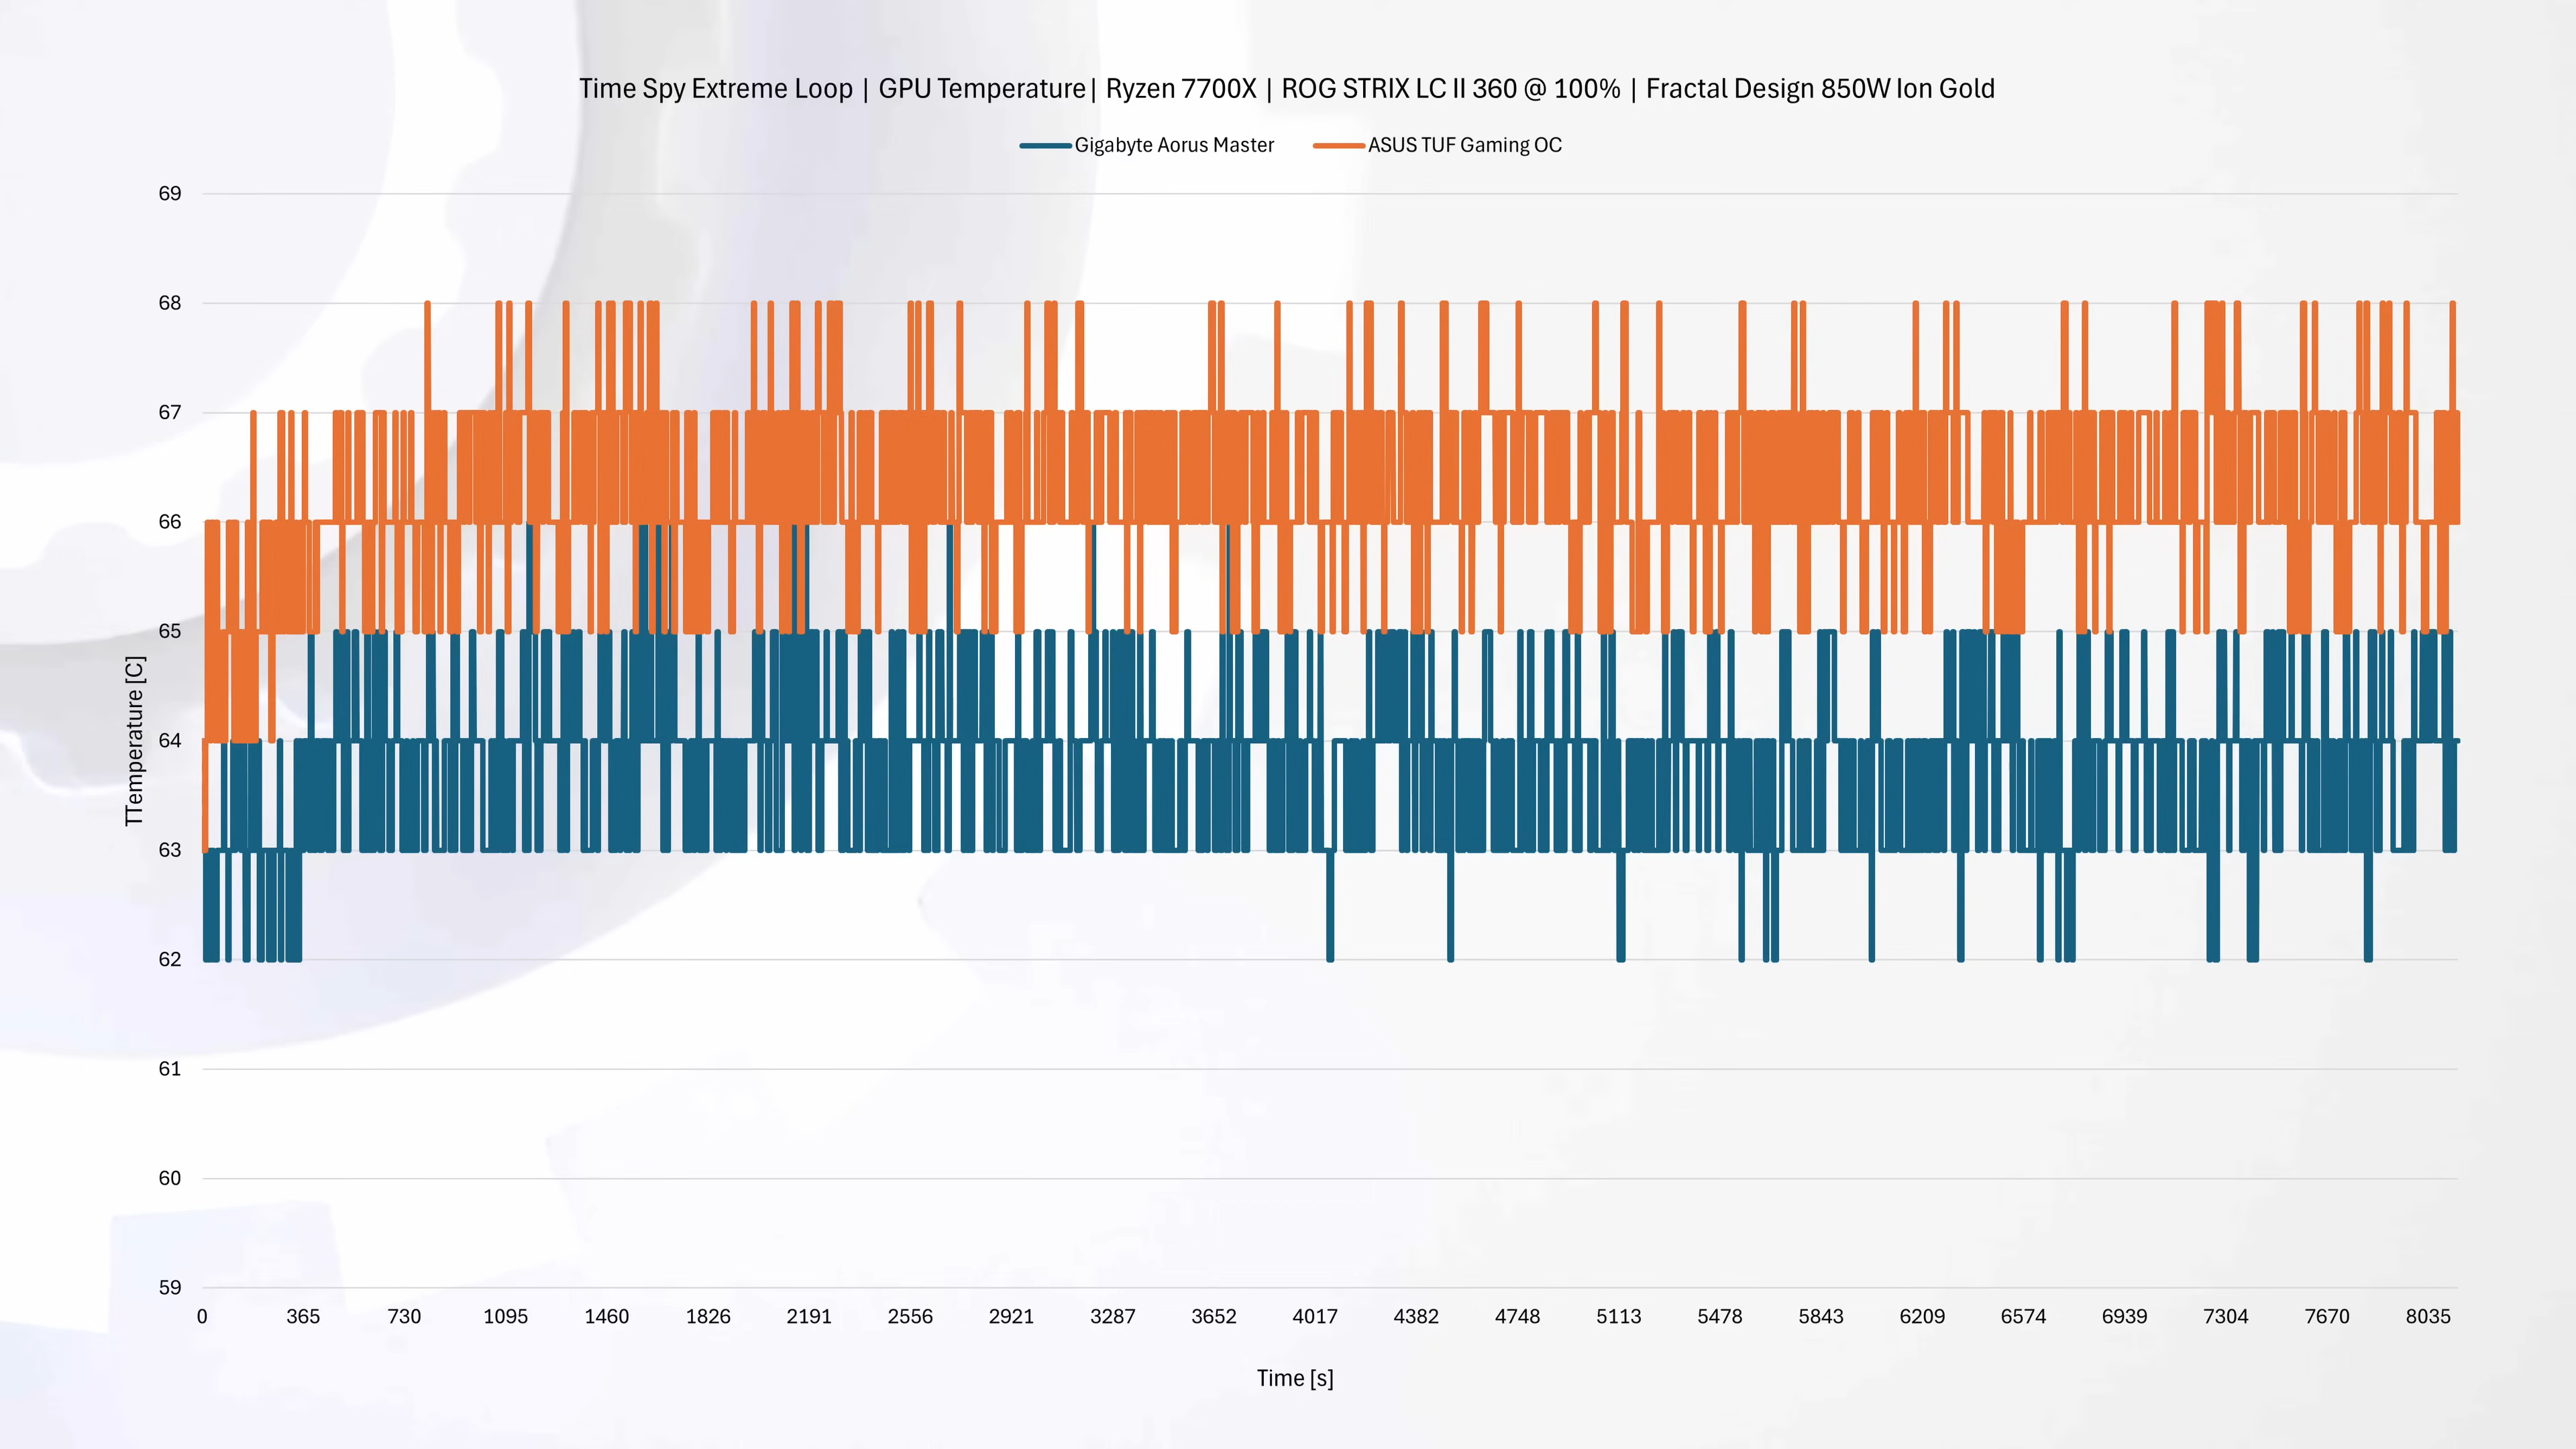 Time Spy Extreme Loop | GPU Temperature| Ryzen 7700X | ROG STRIX LC II 360 @ 100% | Fractal Design 850W Ion Gold
Gigabyte Aorus Master ASUS TUF Gaming OC
69
68
67
66
65
64
63
62
61
60
59
TTemperature [C]
0 365 730 1095 1460 1826 2191 2556 2921 3287 3652 4017 4382 4748 5113 5478 5843 6209 6574 6939 7304 7670 8035
Time [s]